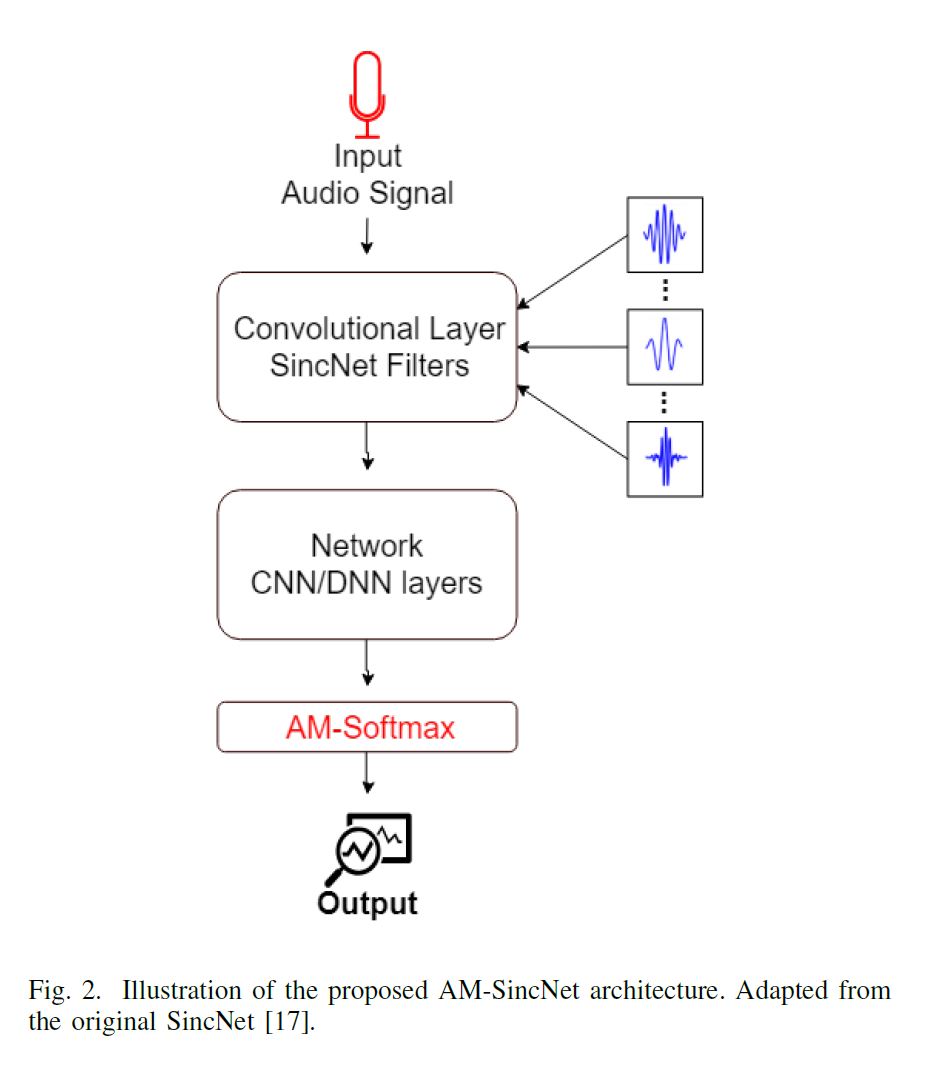 Input
Audio Signal
Convolutional Layer
SincNet Filters
Network
CNN/DNN layers
AM-Softmax
Output
Fig. 2. Illustration of the proposed AM-SincNet architecture. Adapted from
the original SincNet [17].